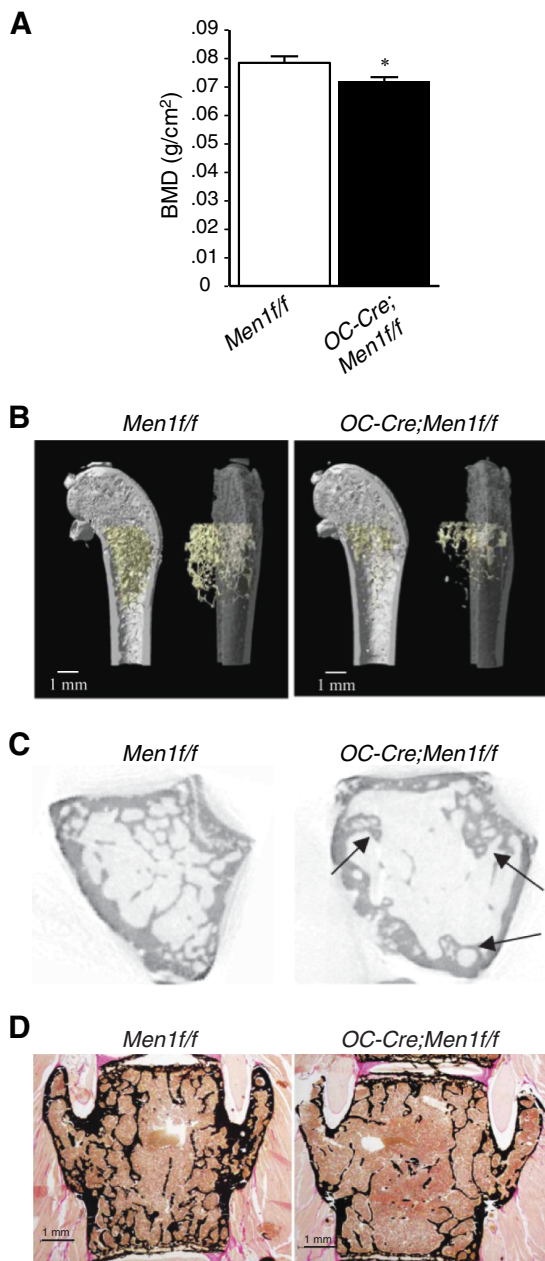 A
.09
.08
.07
.06
.05
.04
.03
.02
.01
0
BMD (g/cm²)
*
Men1f/f
OC-Cre;
Men1f/f
B
Men1f/f
OC-Cre;Men1f/f
1 mm
1 mm
C
Men1f/f
OC-Cre;Men1f/f
D
Men1f/f
OC-Cre;Men1f/f
1 mm
1 mm